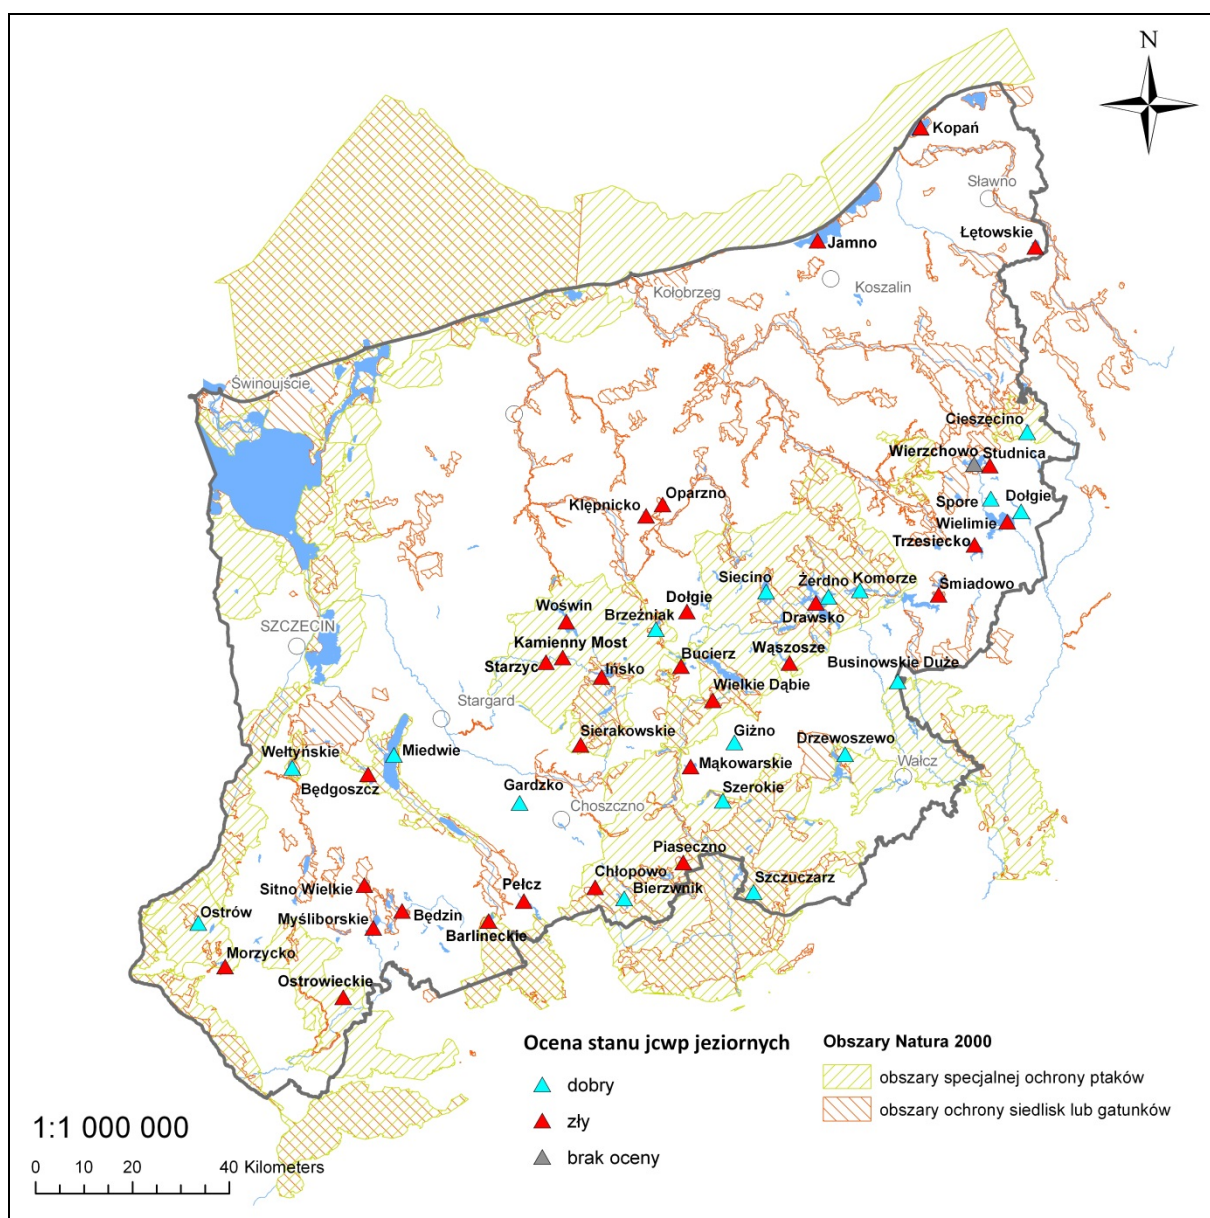 N
Kopań
Sławno
Łętowskie
Jamno
Koszalin
Kołobrzeg
Świnoujście
Cieszęcino
Wierzchowo
Studnica
Spore
Dołgie
Wielimie
Trzesiecko
Oparzno
Klępnicko
Siecino
Żerdno
Komorze
Śmiadowo
Drawsko
Dołgie
Brzeźniak
Woświn
SZCZECIN
Kamienny Most
Starzyc
Ińsko
Bucierz
Wąszosze
Businowskie Duże
Wielkie Dąbie
Stargard
Sierakowskie
Giżno
Drzewoszewo
Miedwie
Wełtyńskie
Będgoszcz
Mąkowarskie
Wałcz
Gardzko
Szerokie
Choszczno
Piaseczno
Chłopowo
Bierzwnik
Szczuczarz
Sitno Wielkie
Pełcz
Ostrów
Myśliborskie
Będzin
Barlineckie
Morzycko
Ostrowieckie
Ocena stanu jcwp jeziornych
dobry
zły
brak oceny
Obszary Natura 2000
obszary specjalnej ochrony ptaków
obszary ochrony siedlisk lub gatunków
1:1 000 000
0 10 20 40 Kilometers